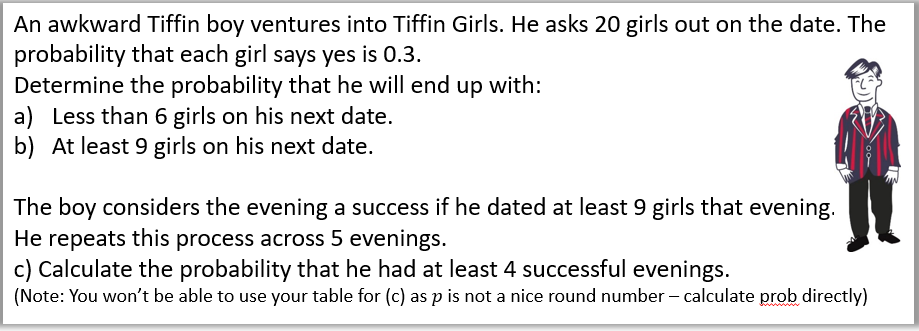 An awkward Tiffin boy ventures into Tiffin Girls. He asks 20 girls out on the date. The
probability that each girl says yes is 0.3.
Determine the probability that he will end up with:
a) Less than 6 girls on his next date.
b) At least 9 girls on his next date.
The boy considers the evening a success if he dated at least 9 girls that evening.
He repeats this process across 5 evenings.
c) Calculate the probability that he had at least 4 successful evenings.
(Note: You won’t be able to use your table for (c) as p is not a nice round number – calculate prob directly)